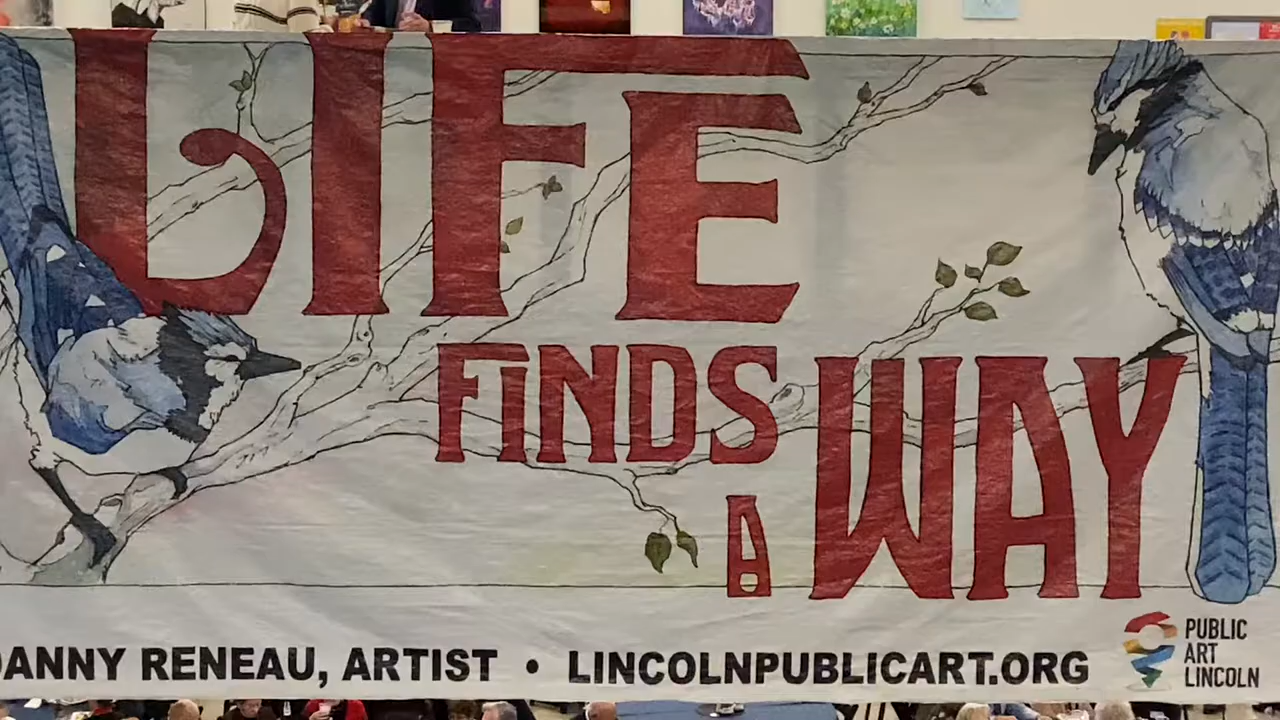 LIFE
FINDS
A WAY
DANNY RENEAU, ARTIST • LINCOLNPUBLICART.ORG
PUBLIC
ART
LINCOLN